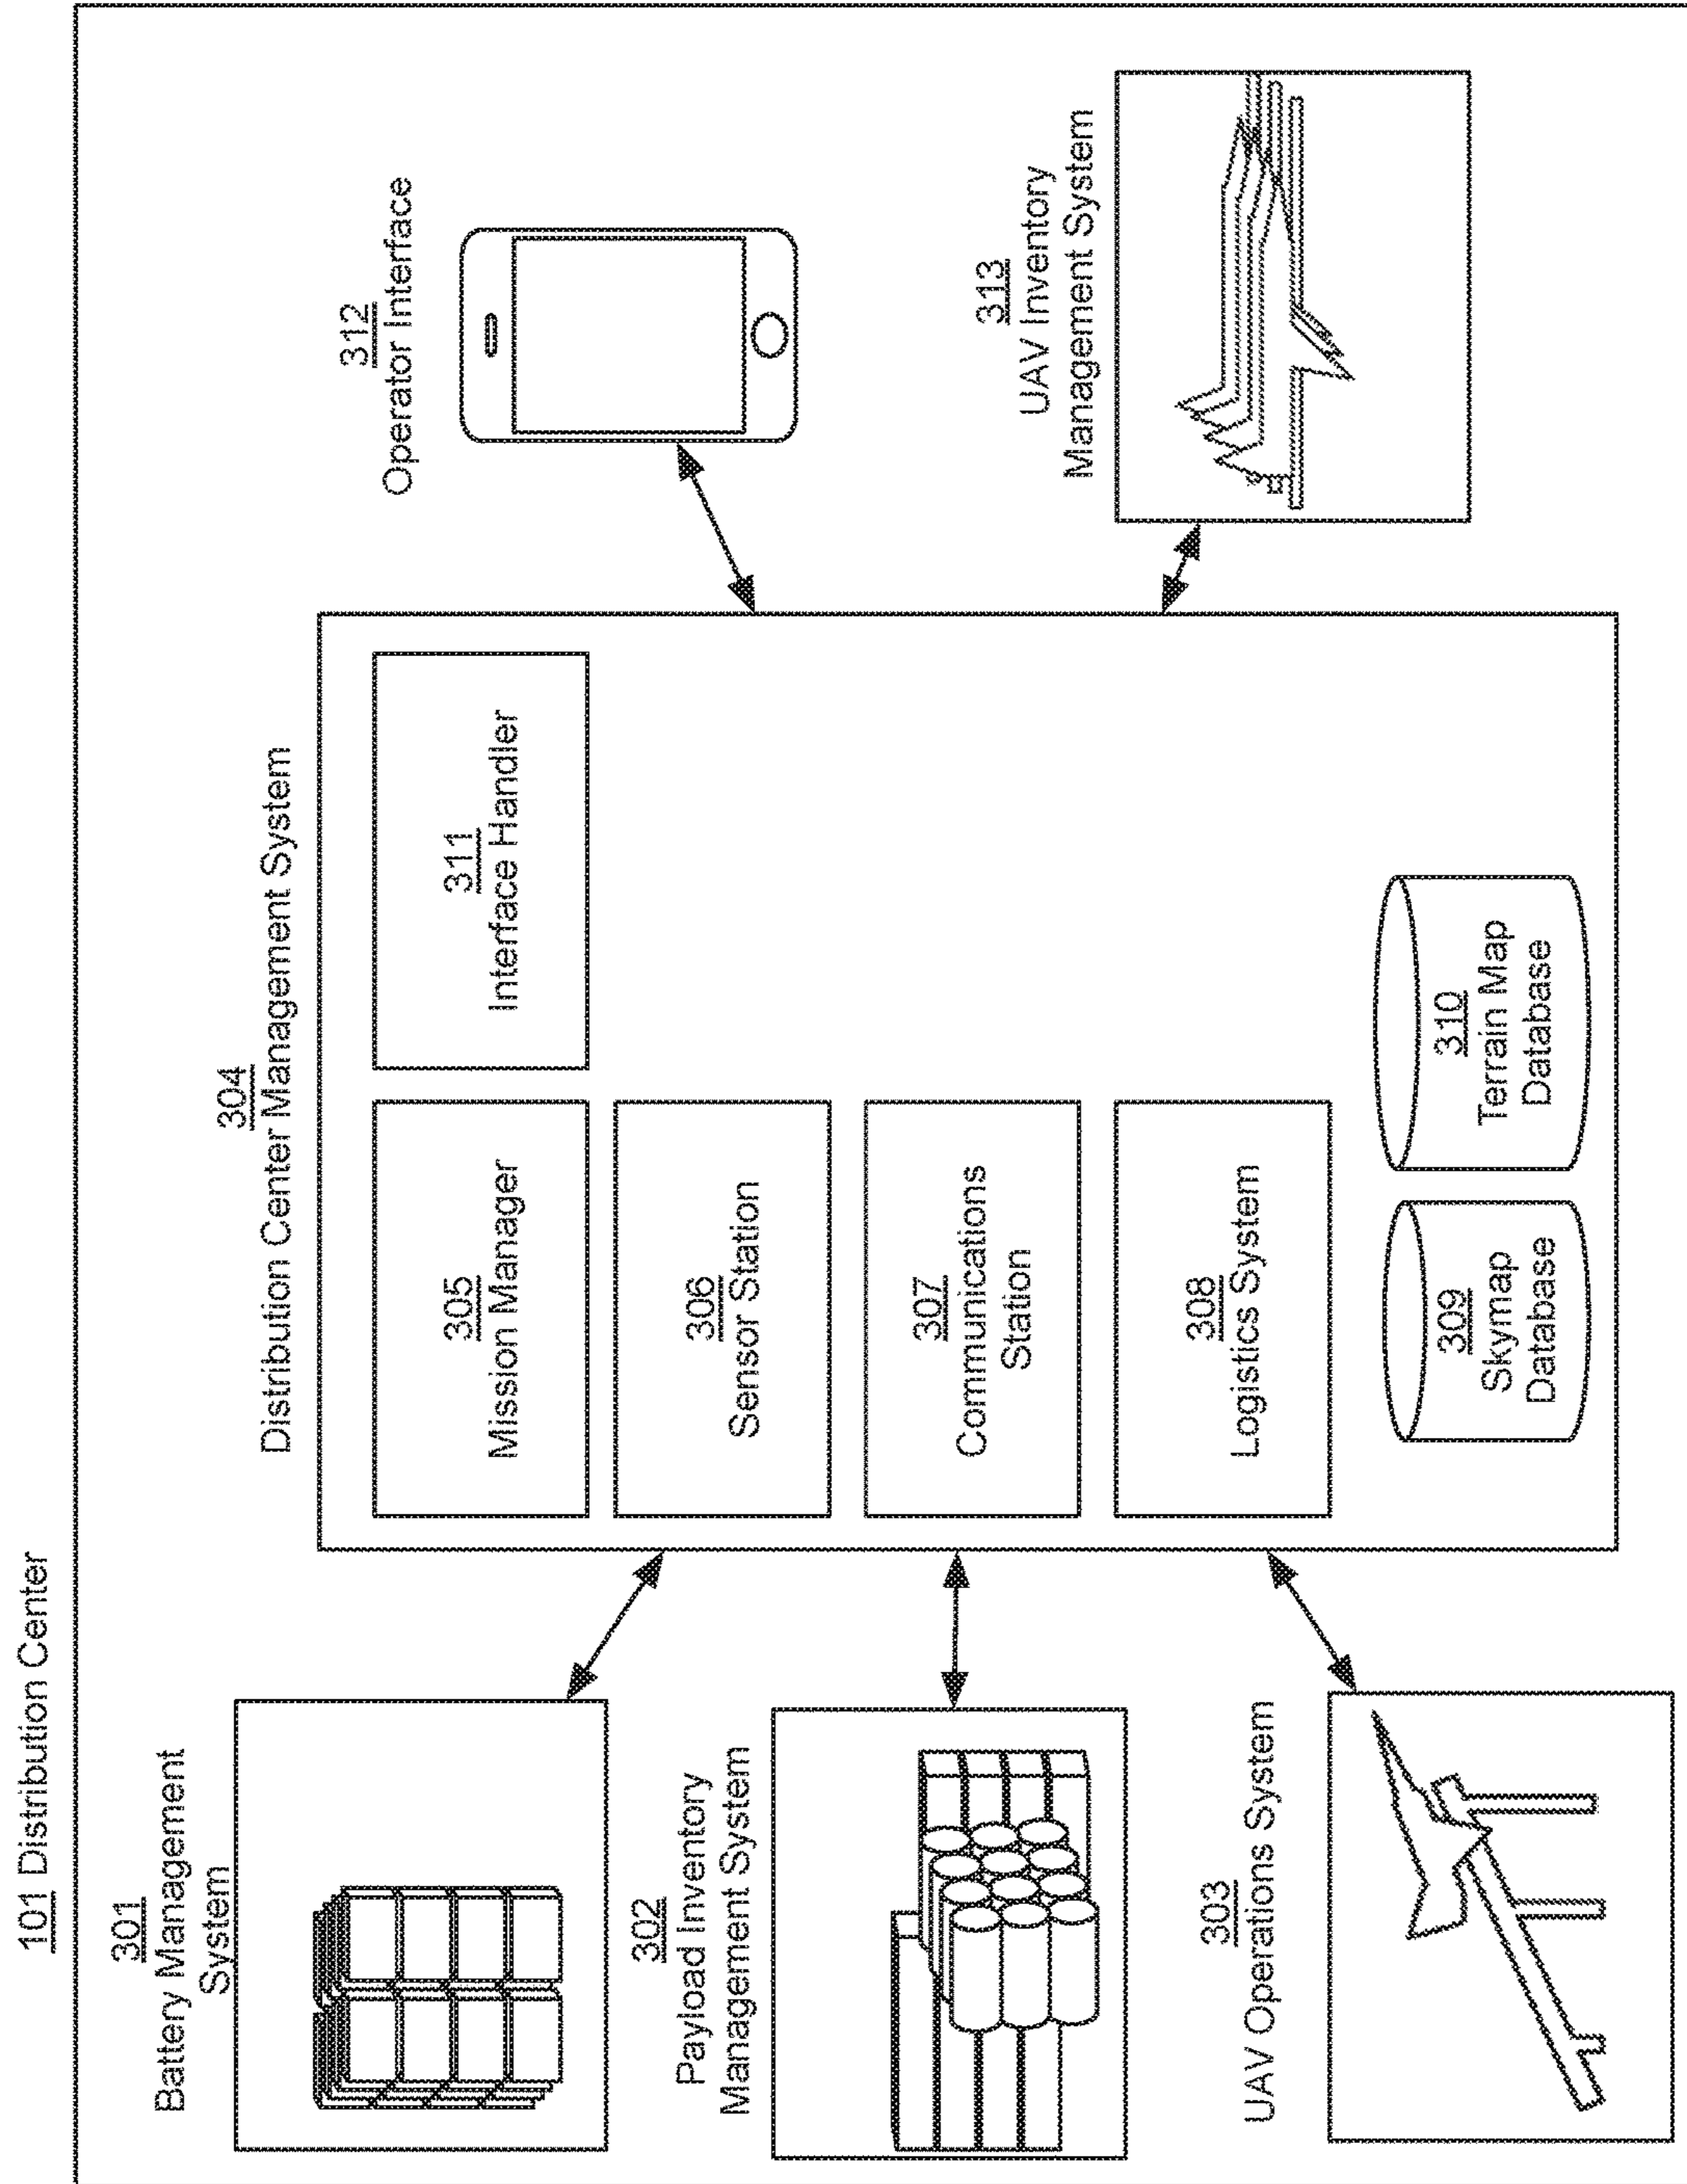 101 Distribution Center
301
Battery Management
System
302
Payload Inventory
Management System
303
UAV Operations System
304
Distribution Center Management System
305
Mission Manager
306
Sensor Station
307
Communications
Station
308
Logistics System
309
Skymap
Database
310
Terrain Map
Database
311
Interface Handler
312
Operator Interface
313
UAV Inventory
Management System